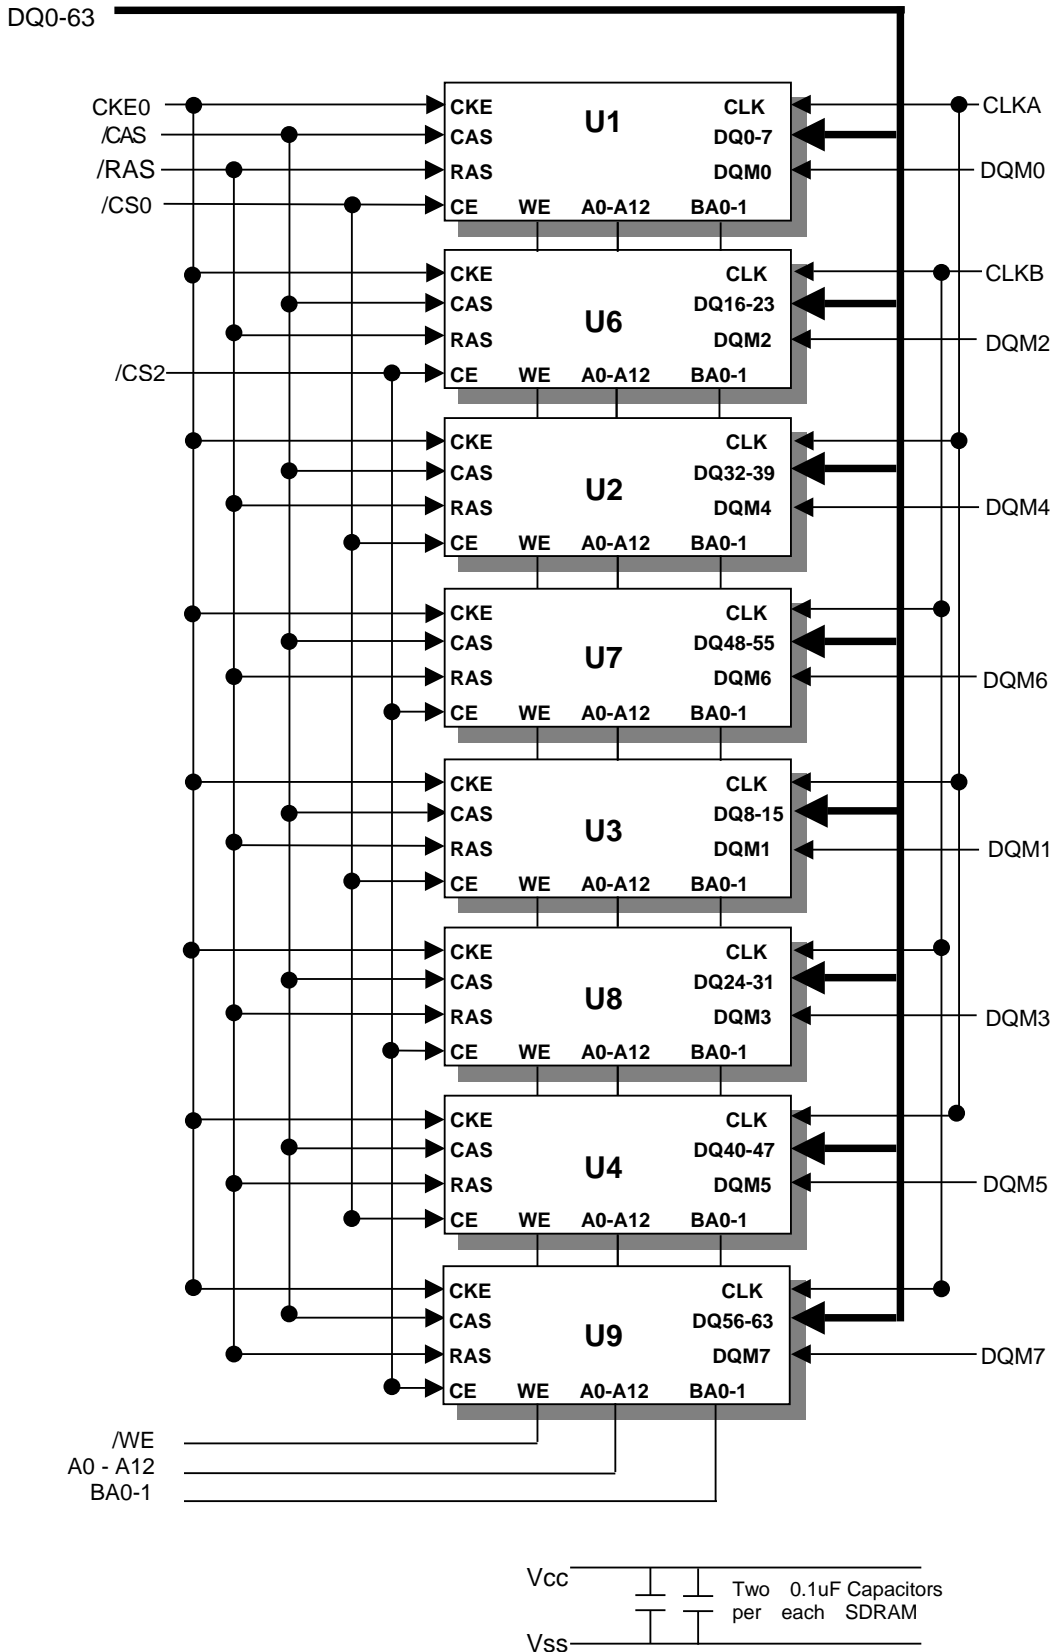 DQ0-63
CKE0 CKE U1 CLK CLKA
/CAS CAS DQ0-7
/RAS RAS DQM0 DQM0
/CS0 CE WE A0-A12 BA0-1
CKE CLK CLKB
CAS U6 DQ16-23
RAS DQM2 DQM2
/CS2 CE WE A0-A12 BA0-1
CKE CLK
CAS U2 DQ32-39
RAS DQM4 DQM4
CE WE A0-A12 BA0-1
CKE CLK
CAS U7 DQ48-55
RAS DQM6 DQM6
CE WE A0-A12 BA0-1
CKE CLK
CAS U3 DQ8-15
RAS DQM1 DQM1
CE WE A0-A12 BA0-1
CKE CLK
CAS U8 DQ24-31
RAS DQM3 DQM3
CE WE A0-A12 BA0-1
CKE CLK
CAS U4 DQ40-47
RAS DQM5 DQM5
CE WE A0-A12 BA0-1
CKE CLK
CAS U9 DQ56-63
RAS DQM7 DQM7
CE WE A0-A12 BA0-1
/WE
A0 - A12
BA0-1
Vcc
Two 0.1uF Capacitors
per each SDRAM
Vss